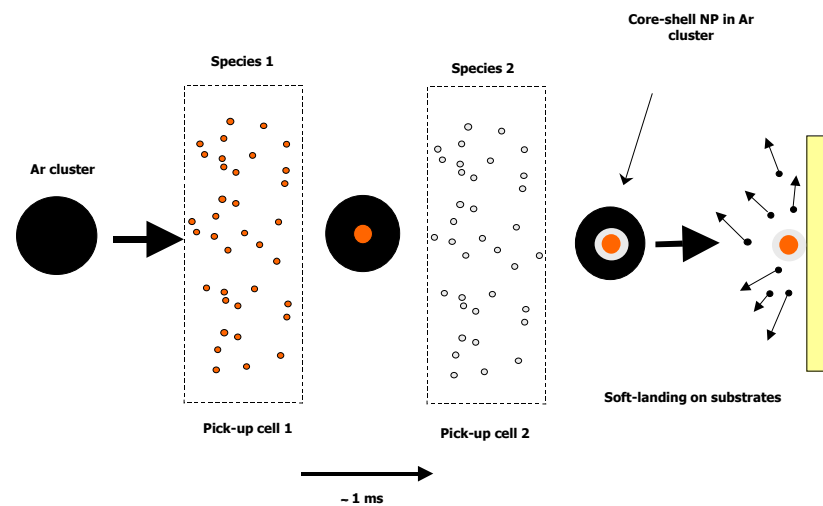 Core-shell NP in Ar
cluster
Species 1
Species 2
Ar cluster
Soft-landing on substrates
Pick-up cell 1
Pick-up cell 2
~ 1 ms